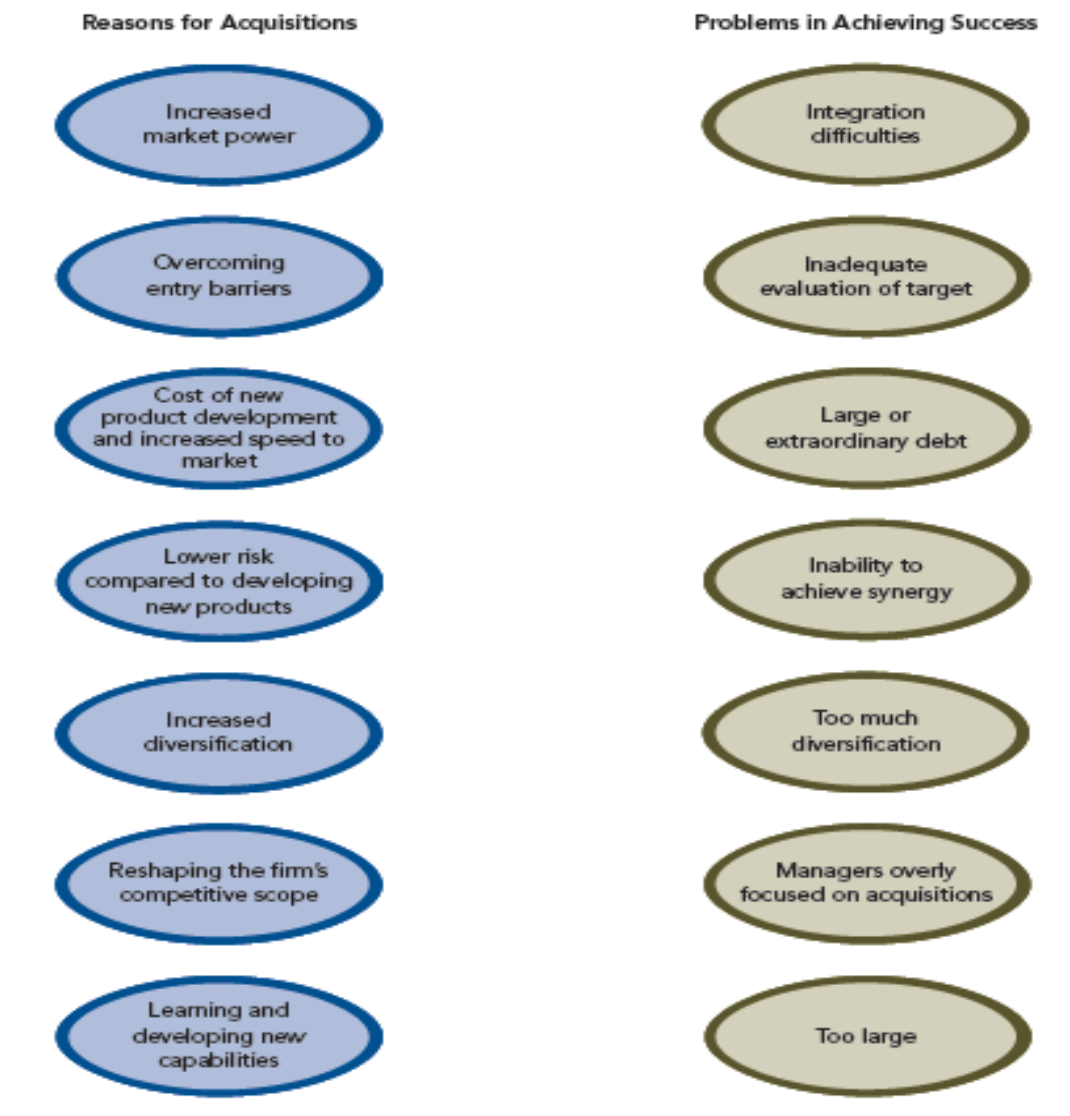 Reasons for Acquisitions
Increased
market power
Overcoming
entry barriers
Cost of new
product development
and increased speed to
market
Lower risk
compared to developing
new products
Increased
diversification
Reshaping the firm's
competitive scope
Learning and
developing new
capabilities
Problems in Achieving Success
Integration
difficulties
Inadequate
evaluation of target
Large or
extraordinary debt
Inability to
achieve synergy
Too much
diversification
Managers overly
focused on acquisitions
Too large